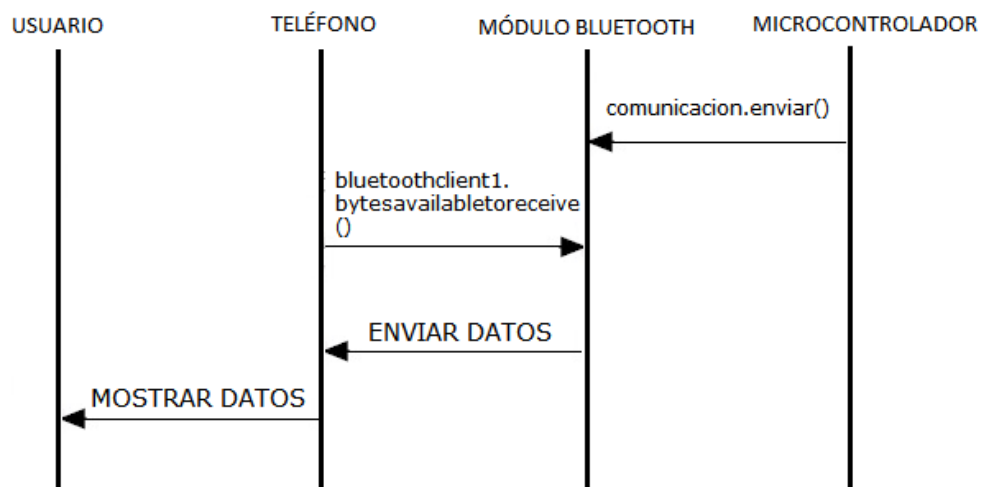 USUARIO
TELÉFONO
MÓDULO BLUETOOTH
MICROCONTROLADOR
comunicacion.enviar()
bluetoothclient1.
bytesavailabletoreceive
()
ENVIAR DATOS
MOSTRAR DATOS